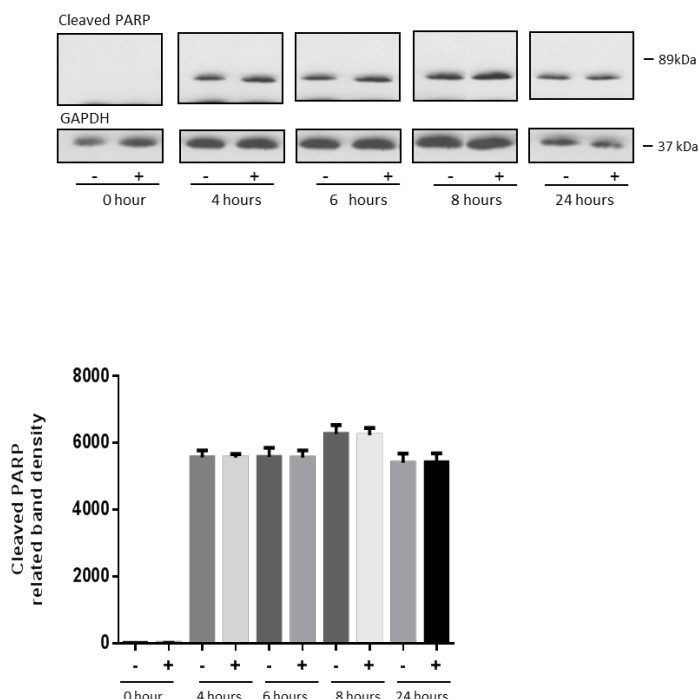 Cleaved PARP
89kDa
GAPDH
37 kDa
- + - + - + - + - +
0 hour 4 hours 6 hours 8 hours 24 hours
8000
6000
4000
2000
0
Cleaved PARP
related band density
- + - + - + - + - +
0 hour 4 hours 6 hours 8 hours 24 hours